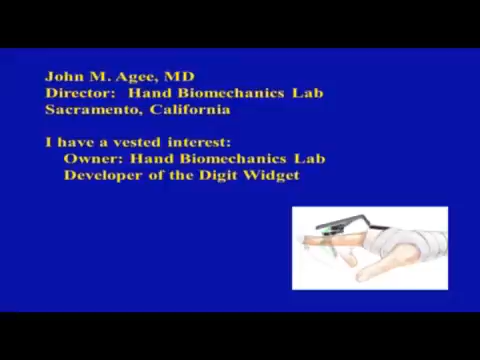 John M. Agee, MD
Director: Hand Biomechanics Lab
Sacramento, California
I have a vested interest:
Owner: Hand Biomechanics Lab
Developer of the Digit Widget